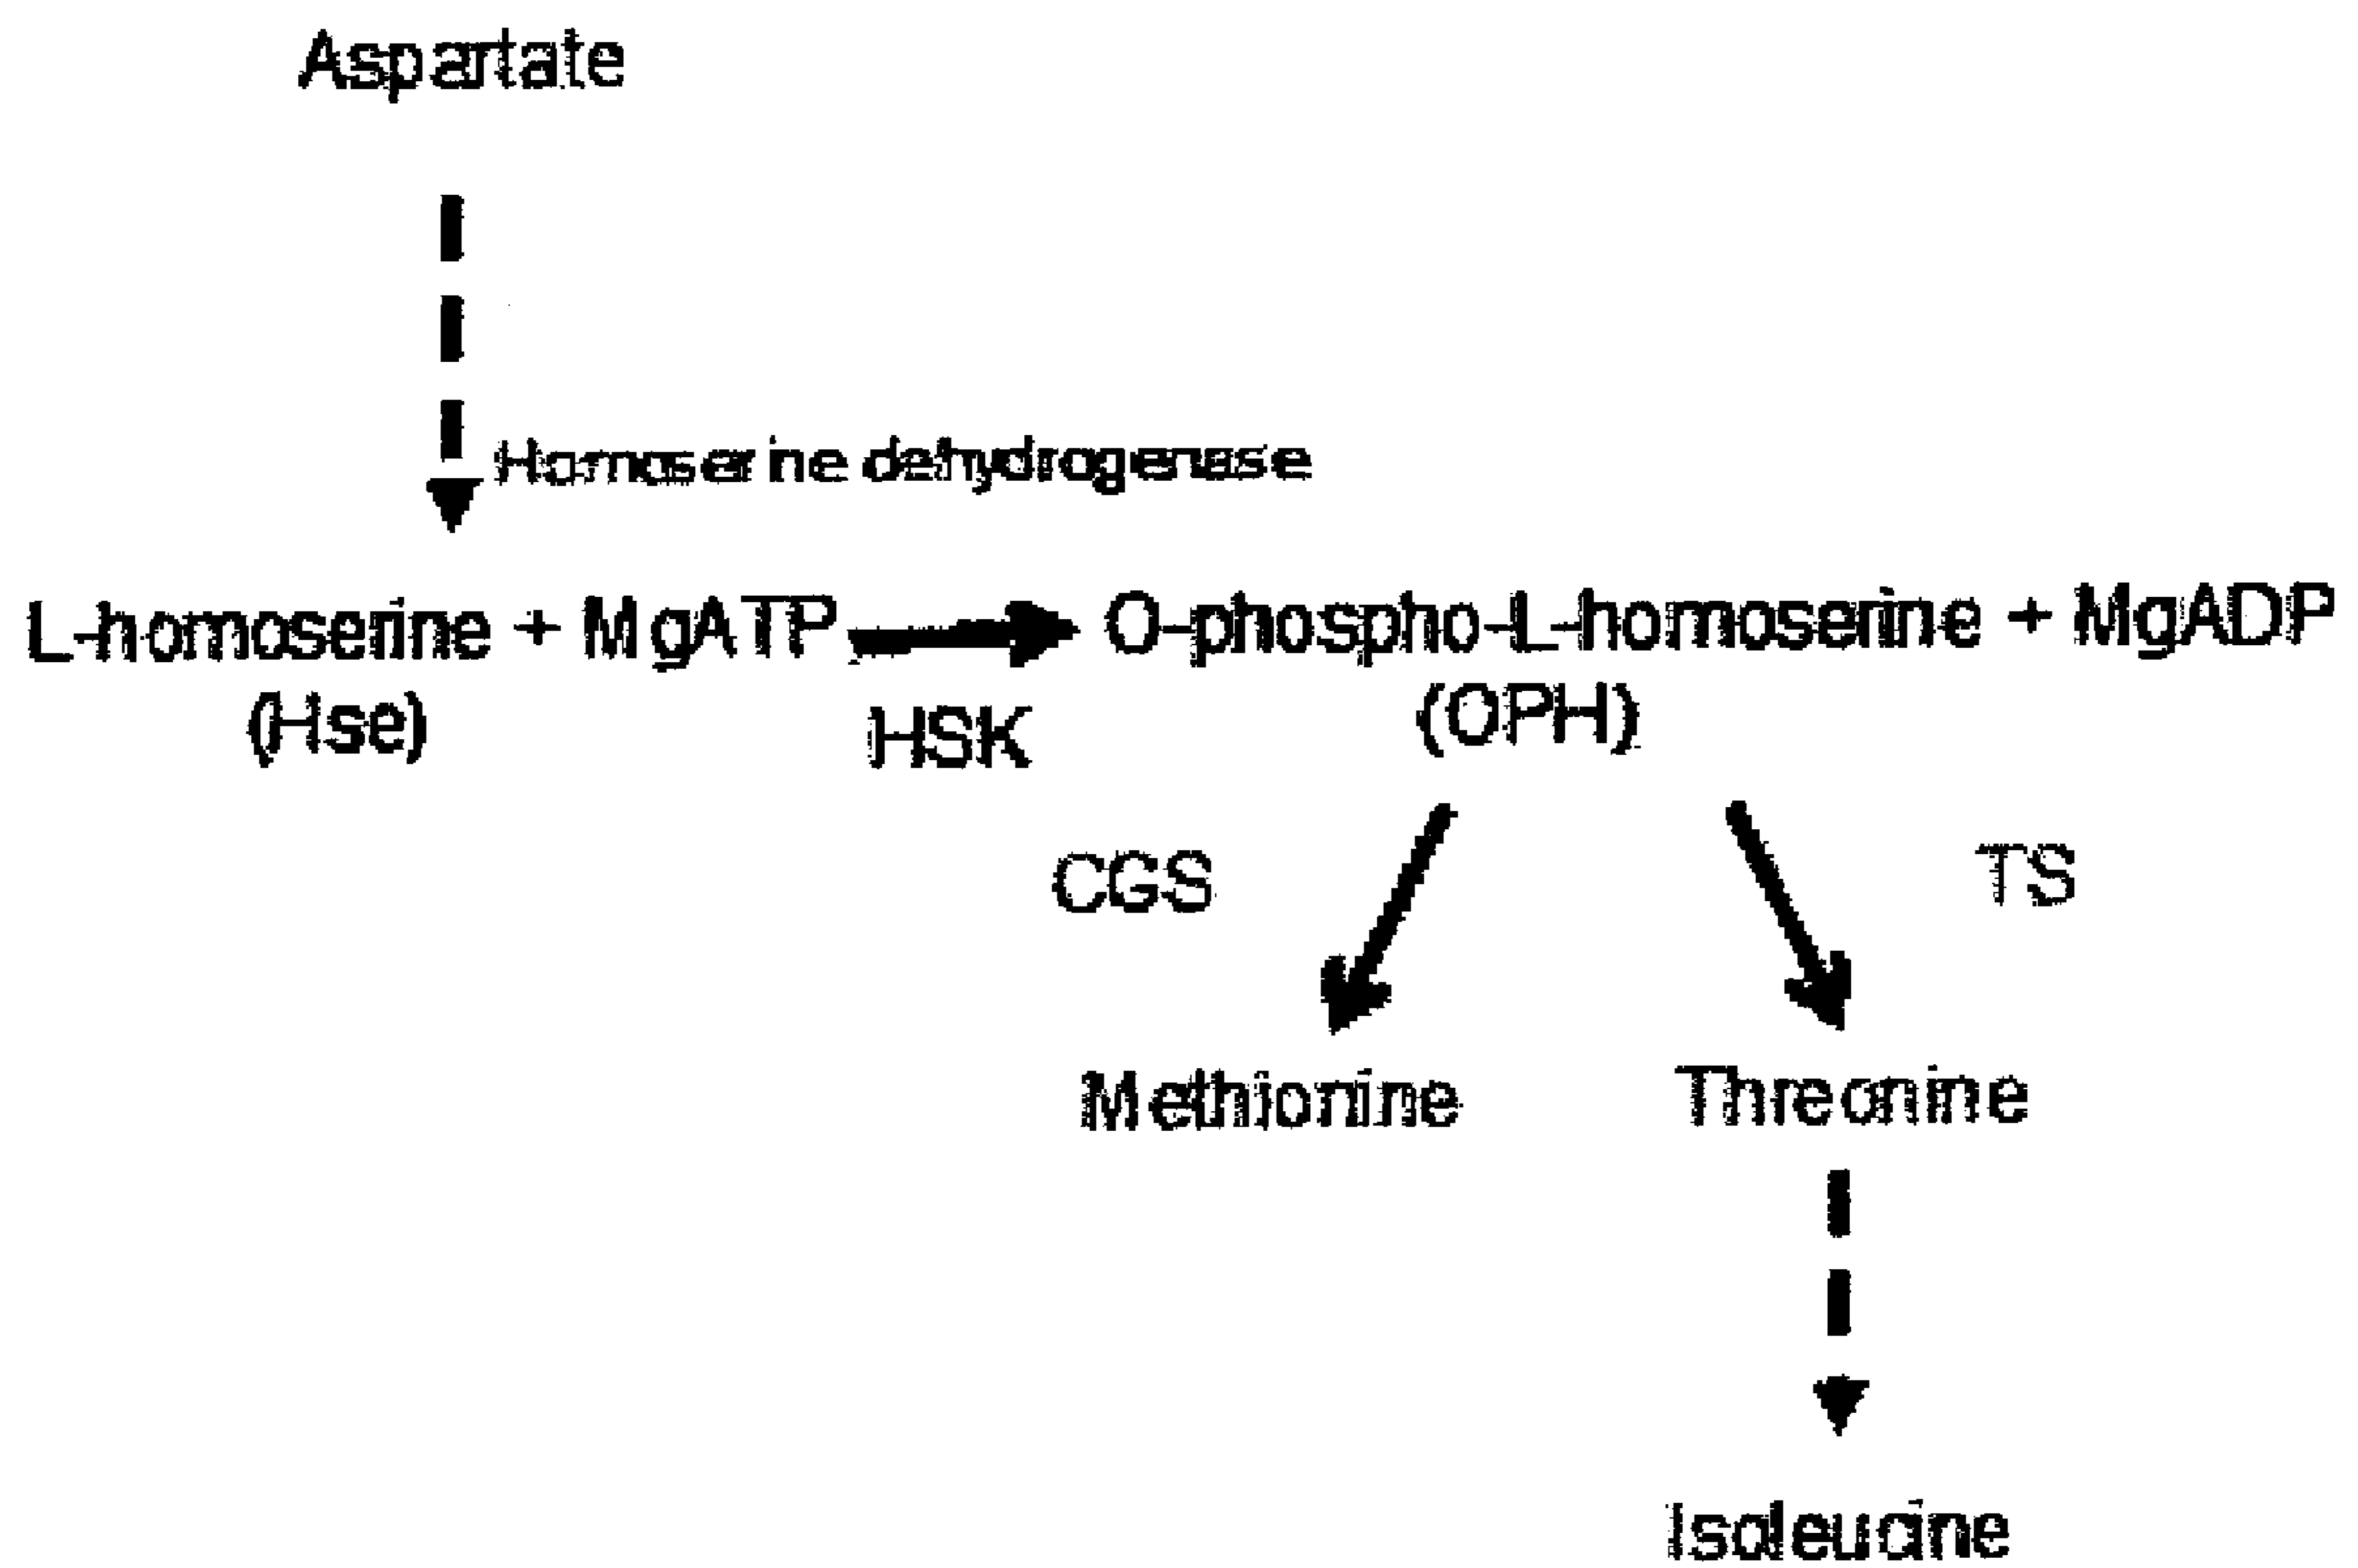 Aspartate
Homoserine dehydrogenase
L-homoserine + MgATP
O-phospho-L-homoserine + MgADP
(Hse)
HSK
(OPH)
CGS
TS
Methionine
Threonine
Isoleucine